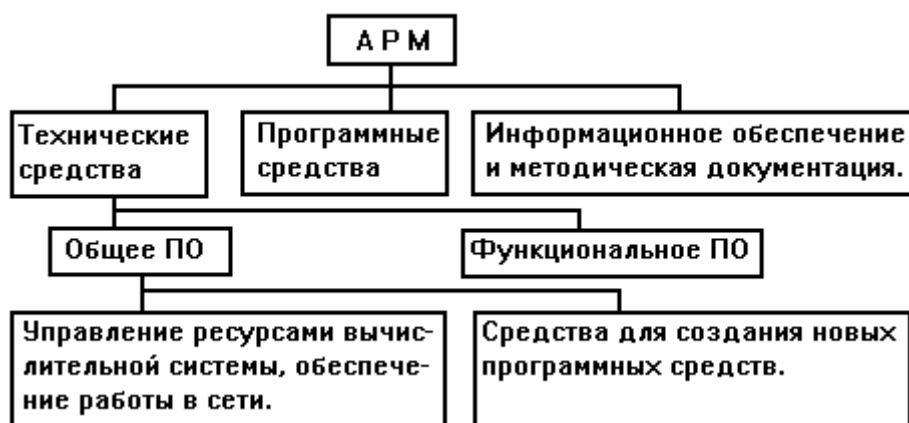 А Р М
Технические
средства
Программные
средства
Информационное обеспечение
и методическая документация.
Общее ПО
Функциональное ПО
Управление ресурсами вычис-
лительной системы, обеспече-
ние работы в сети.
Средства для создания новых
программных средств.